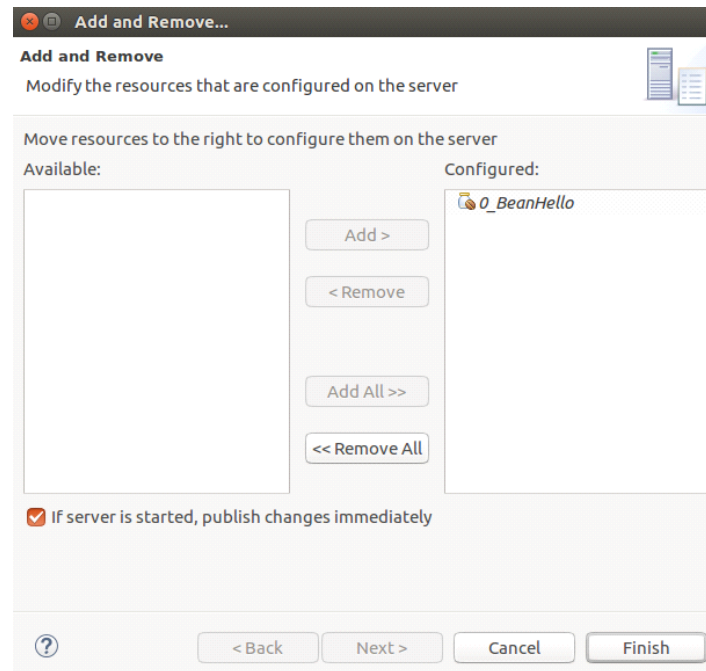 Add and Remove...
Add and Remove
Modify the resources that are configured on the server
Move resources to the right to configure them on the server
Available:
Configured:
0_BeanHello
Add >
< Remove
Add All >>
<< Remove All
If server is started, publish changes immediately
?
< Back
Next >
Cancel
Finish